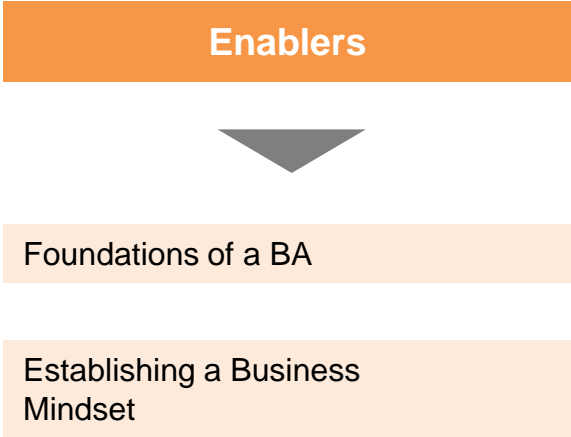 Enablers
Foundations of a BA
Establishing a Business
Mindset